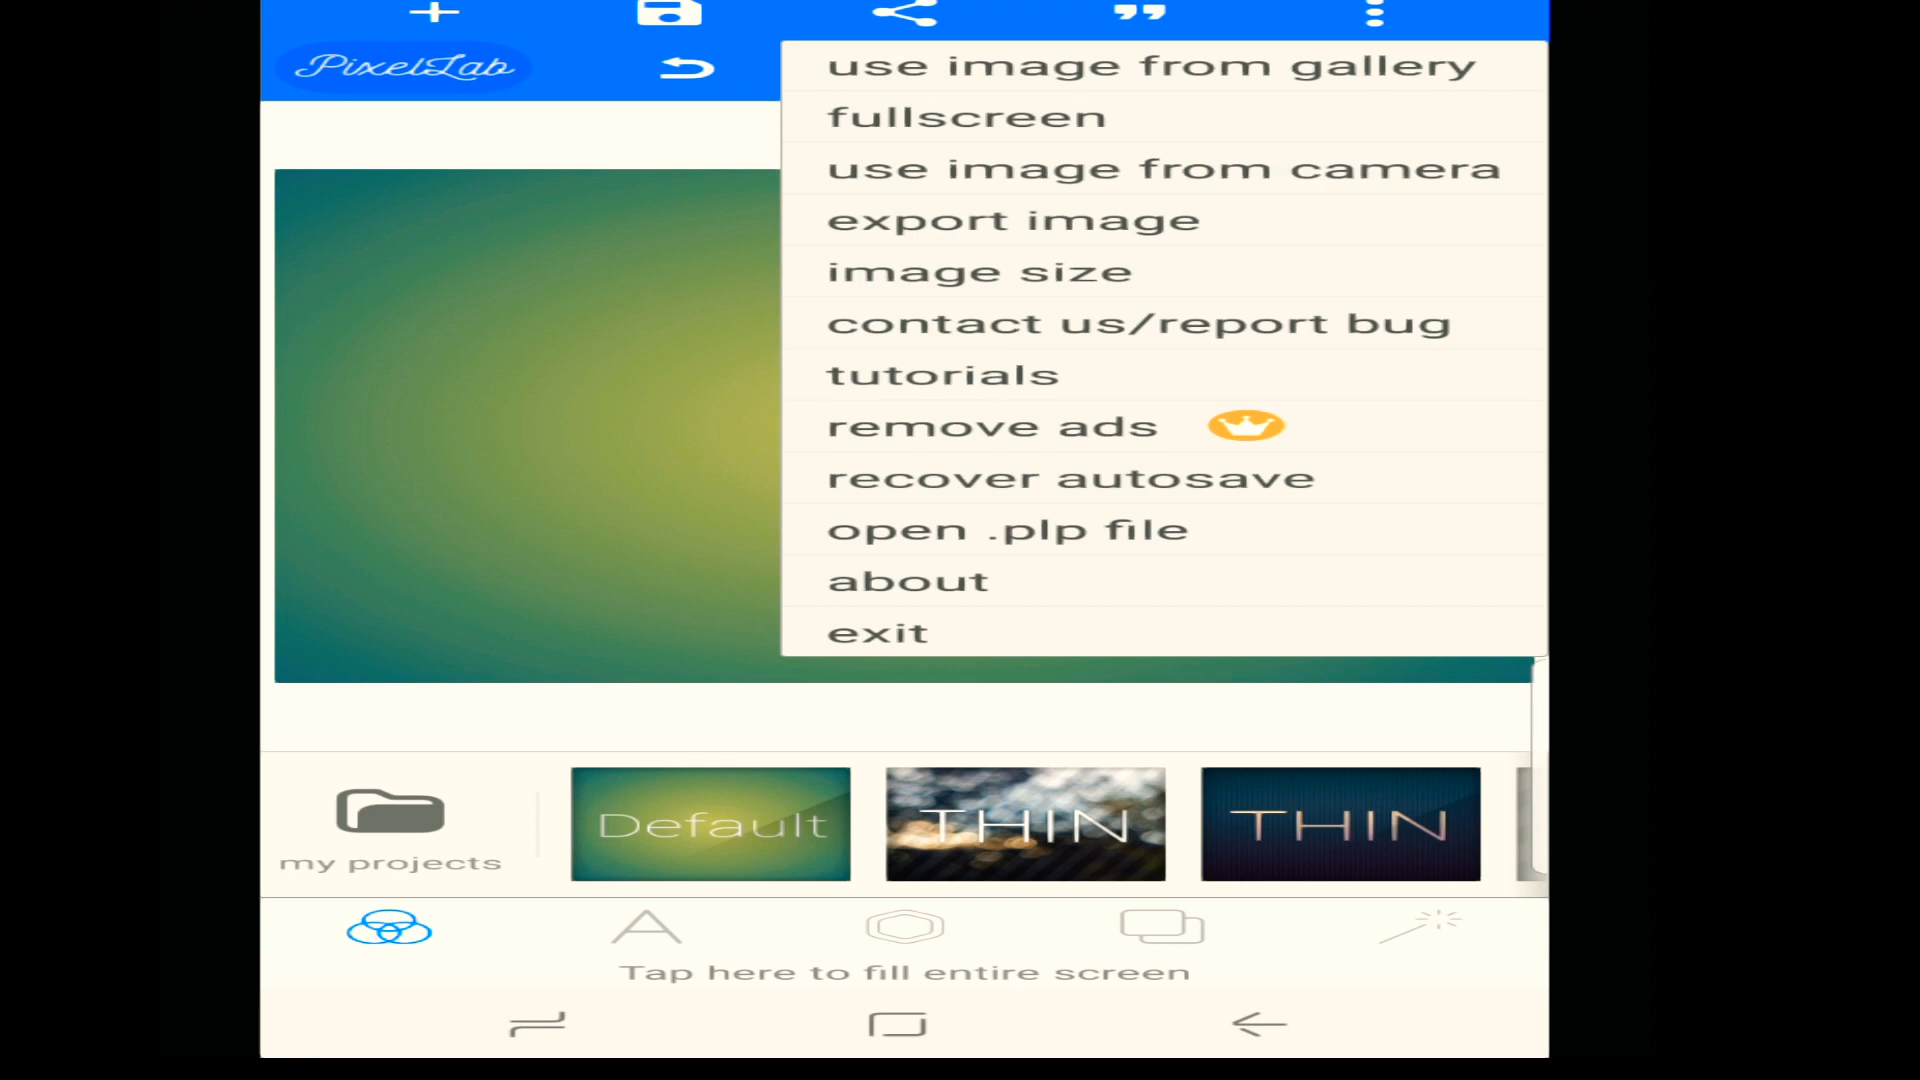 PixelLab
use image from gallery
fullscreen
use image from camera
export image
image size
contact us/report bug
tutorials
remove ads
recover autosave
open .plp file
about
exit
my projects
Default
THIN
THIN
Tap here to fill entire screen